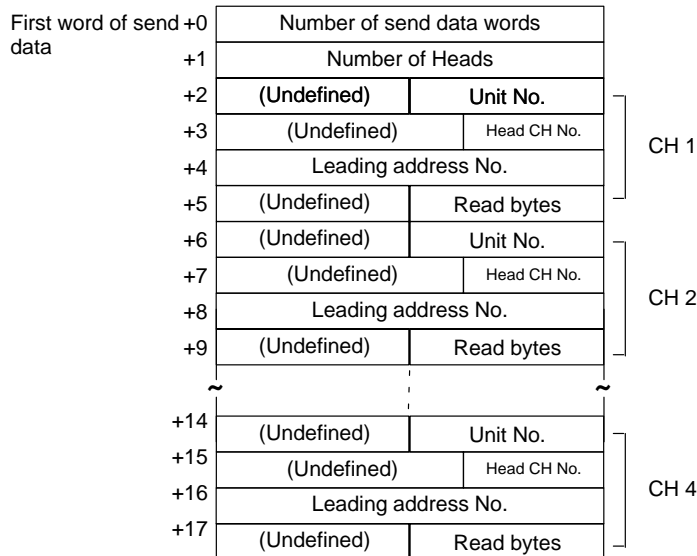 First word of send data
+0 Number of send data words
+1 Number of Heads
+2 (Undefined) Unit No.
+3 (Undefined) Head CH No.
CH 1
+4 Leading address No.
+5 (Undefined) Read bytes
+6 (Undefined) Unit No.
+7 (Undefined) Head CH No.
CH 2
+8 Leading address No.
+9 (Undefined) Read bytes
~ ~
+14 (Undefined) Unit No.
+15 (Undefined) Head CH No.
CH 4
+16 Leading address No.
+17 (Undefined) Read bytes